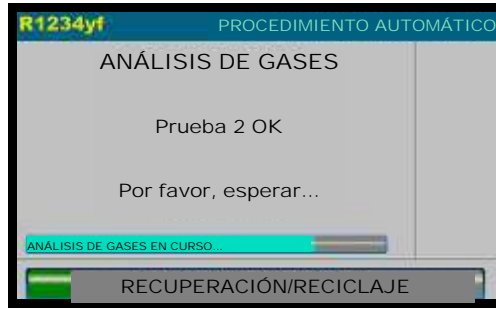 R1234yf PROCEDIMIENTO AUTOMÁTICO
ANÁLISIS DE GASES
Prueba 2 OK
Por favor, esperar...
ANÁLISIS DE GASES EN CURSO...
RECUPERACIÓN/RECICLAJE